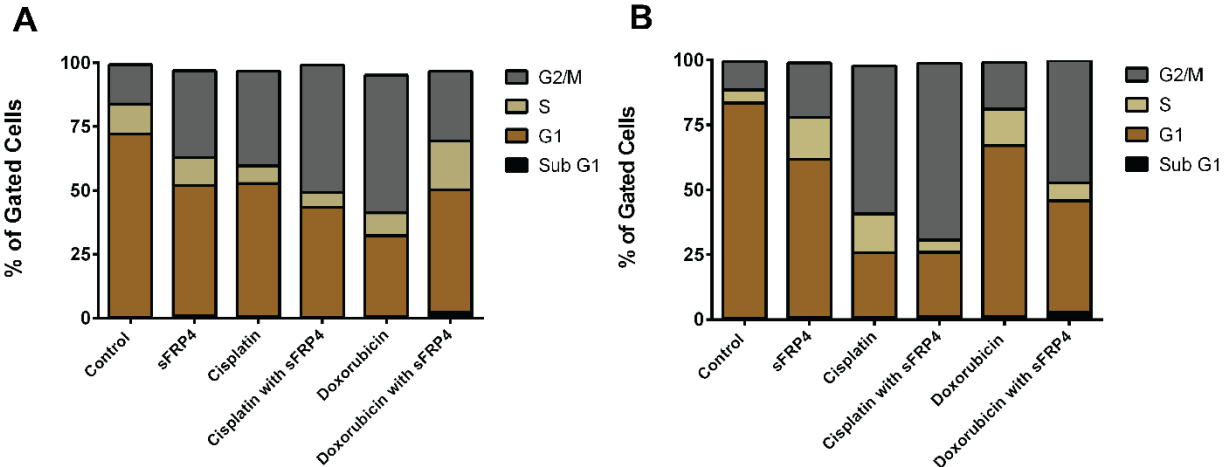 A
% of Gated Cells
100
75
50
25
0
Control
sFRP4
Cisplatin
Cisplatin with sFRP4
Doxorubicin
Doxorubicin with sFRP4
G2/M
S
G1
Sub G1
B
% of Gated Cells
100
75
50
25
0
Control
sFRP4
Cisplatin
Cisplatin with sFRP4
Doxorubicin
Doxorubicin with sFRP4
G2/M
S
G1
Sub G1